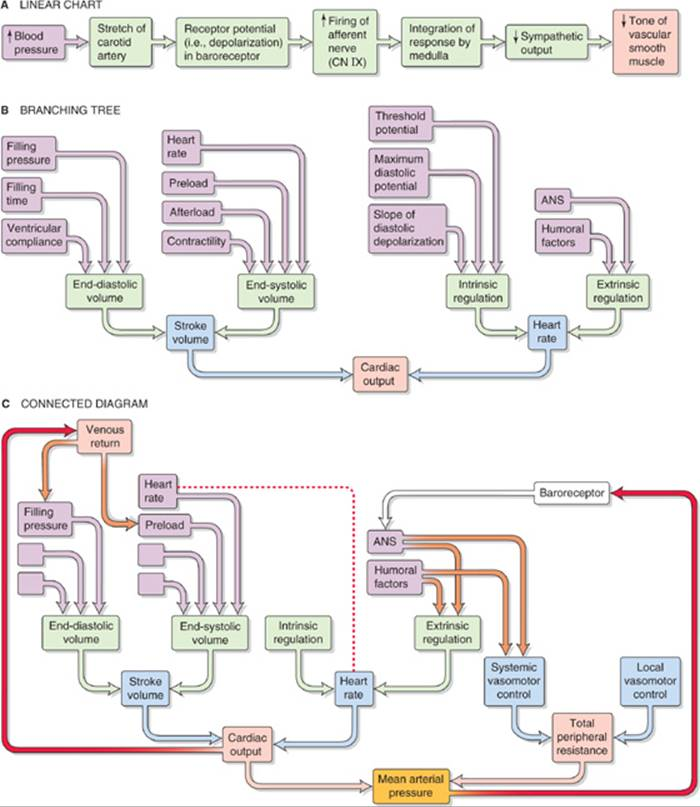 A LINEAR CHART
↑ Blood
pressure
Stretch of
carotid
artery
Receptor potential
(i.e., depolarization)
in baroreceptor
↑ Firing of
afferent
nerve
(CN IX)
Integration of
response by
medulla
↓ Sympathetic
output
↓ Tone of
vascular
smooth
muscle
B BRANCHING TREE
Filling
pressure
Filling
time
Ventricular
compliance
Heart
rate
Preload
Afterload
Contractility
Threshold
potential
Maximum
diastolic
potential
Slope of
diastolic
depolarization
ANS
Humoral
factors
End-diastolic
volume
End-systolic
volume
Intrinsic
regulation
Extrinsic
regulation
Stroke
volume
Heart
rate
Cardiac
output
C CONNECTED DIAGRAM
Venous
return
Heart
rate
Filling
pressure
Preload
Baroreceptor
ANS
Humoral
factors
End-diastolic
volume
End-systolic
volume
Intrinsic
regulation
Extrinsic
regulation
Stroke
volume
Heart
rate
Systemic
vasomotor
control
Local
vasomotor
control
Cardiac
output
Total
peripheral
resistance
Mean arterial
pressure